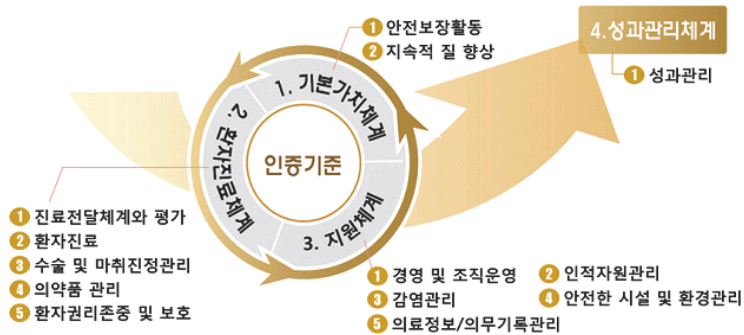 ① 안전보장활동
② 지속적 질 향상
4.성과관리체계
① 성과관리
1. 기본가치체계
2. 환자진료체계
인증기준
3. 지원체계
① 진료전달체계와 평가
② 환자진료
③ 수술 및 마취진정관리
④ 의약품 관리
⑤ 환자권리존중 및 보호
① 경영 및 조직운영 ② 인적자원관리
③ 감염관리 ④ 안전한 시설 및 환경관리
⑤ 의료정보/의무기록관리